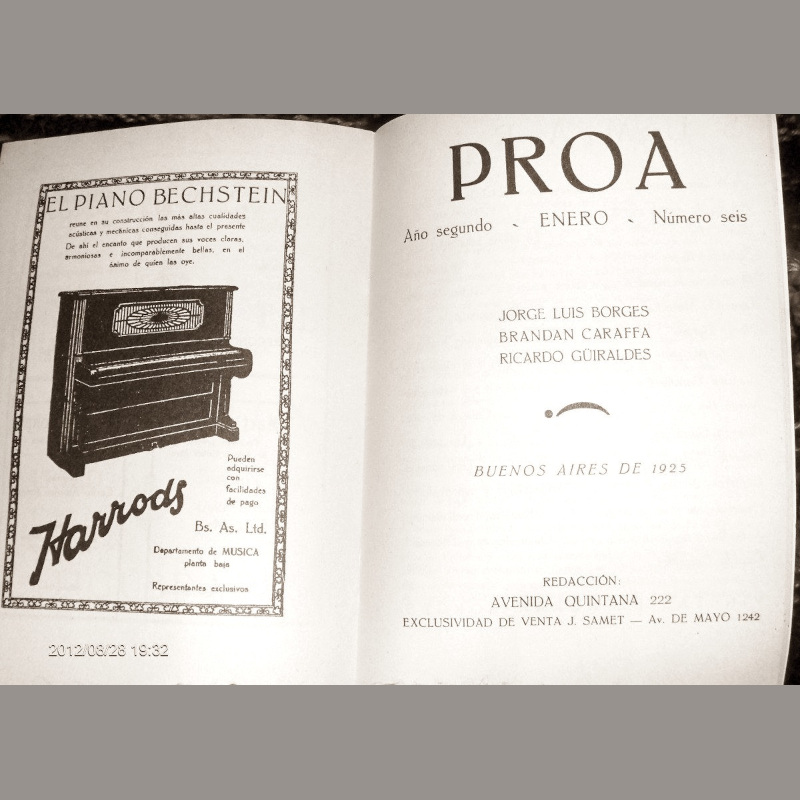 EL PIANO BECHSTEIN
reune en su construcción las más altas cualidades
acústicas y mecánicas conseguidas hasta el presente
De ahí el encanto que producen sus voces claras,
armoniosas e incomparablemente bellas, en el
ánimo de quien las oye.
Pueden
adquirirse
con
facilidades
de pago
Harrods
Bs. As. Ltd.
Departamento de MUSICA
planta baja
Representantes exclusivos
2012/08/28 19:32
PROA
Año segundo - ENERO - Número seis
JORGE LUIS BORGES
BRANDAN CARAFFA
RICARDO GÜIRALDES
BUENOS AIRES DE 1925
REDACCIÓN:
AVENIDA QUINTANA 222
EXCLUSIVIDAD DE VENTA J. SAMET — Av. DE MAYO 1242